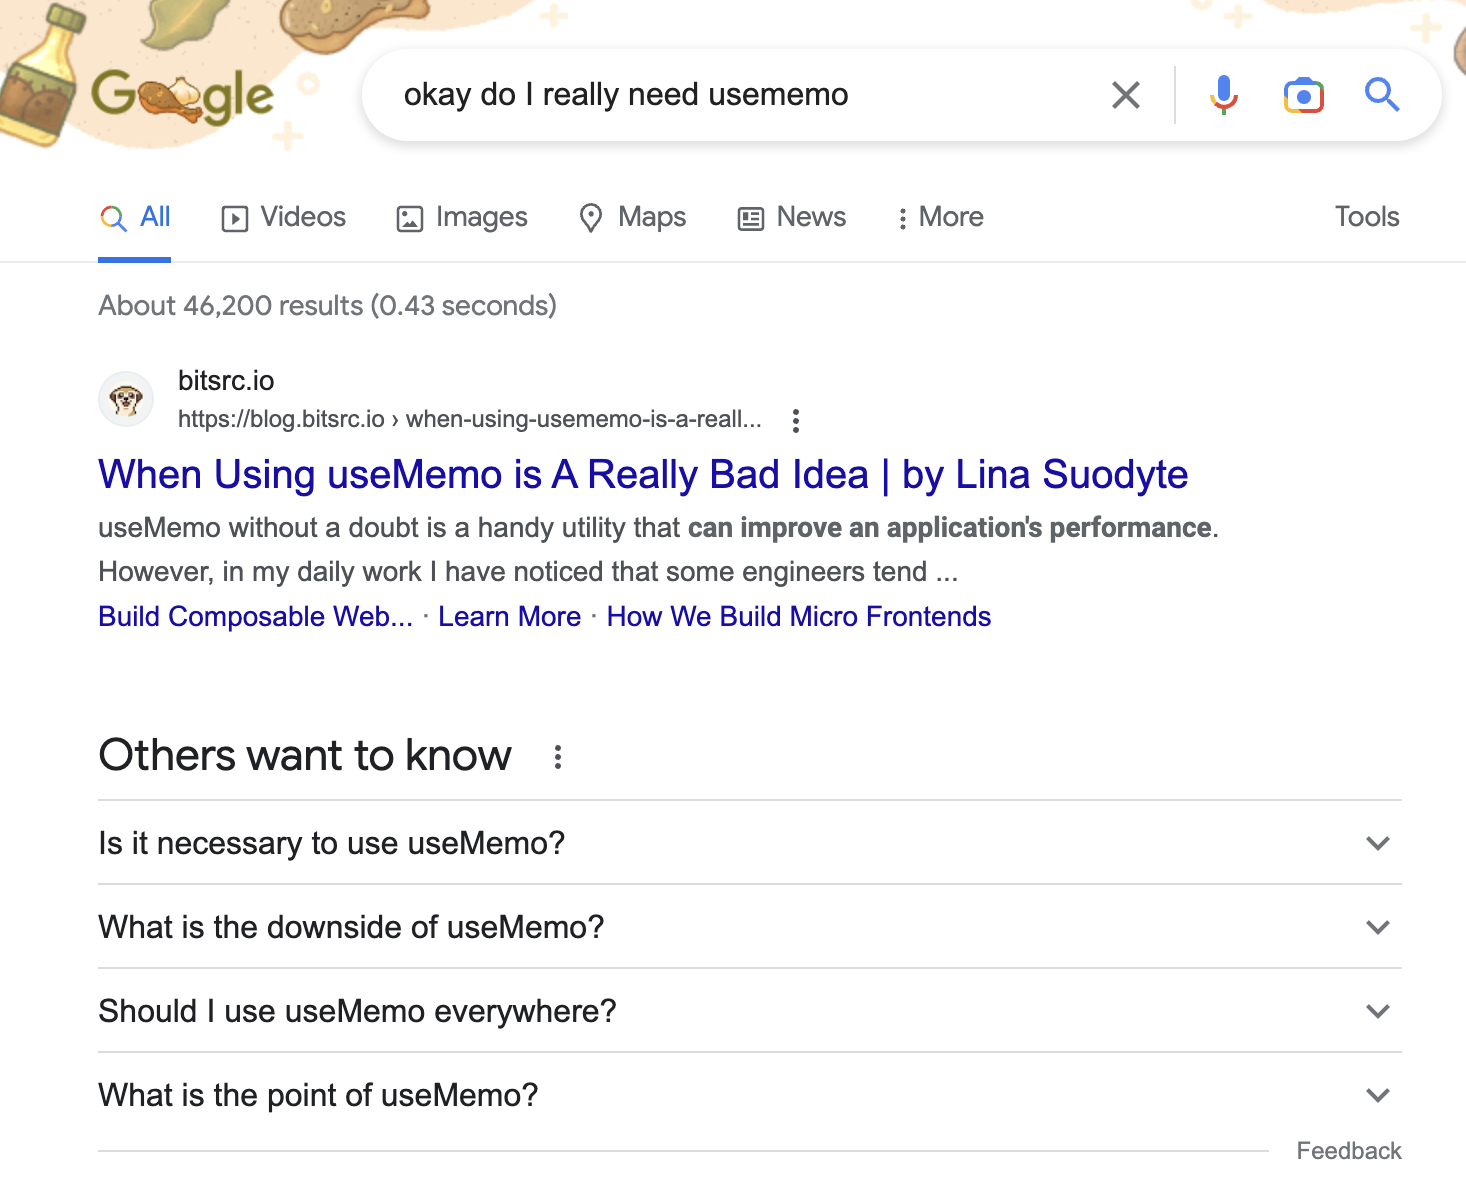 Google
okay do I really need usememo
All
Videos
Images
Maps
News
More
Tools
About 46,200 results (0.43 seconds)
bitsrc.io
https://blog.bitsrc.io › when-using-usememo-is-a-reall...
When Using useMemo is A Really Bad Idea | by Lina Suodyte
useMemo without a doubt is a handy utility that can improve an application's performance.
However, in my daily work I have noticed that some engineers tend ...
Build Composable Web... · Learn More · How We Build Micro Frontends
Others want to know
Is it necessary to use useMemo?
What is the downside of useMemo?
Should I use useMemo everywhere?
What is the point of useMemo?
Feedback